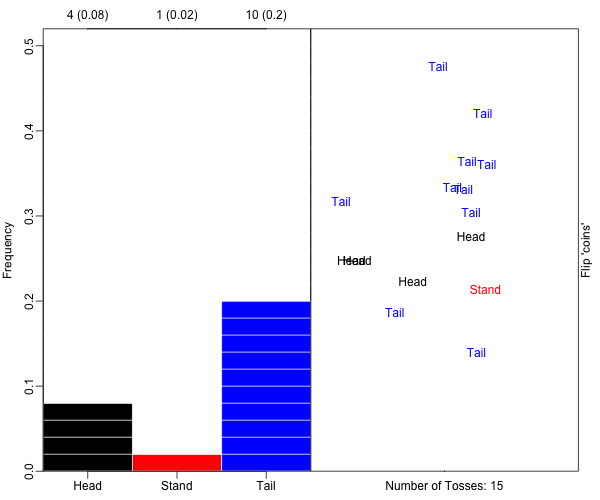 4 (0.08) 1 (0.02) 10 (0.2)
Frequency
0.5
0.4
0.3
0.2
0.1
0.0
Head Stand Tail
Tail
Tail
Tail Tail
Tail Tail
Tail
Tail
Head
Head Head
Head
Stand
Tail
Tail
Flip 'coins'
Number of Tosses: 15